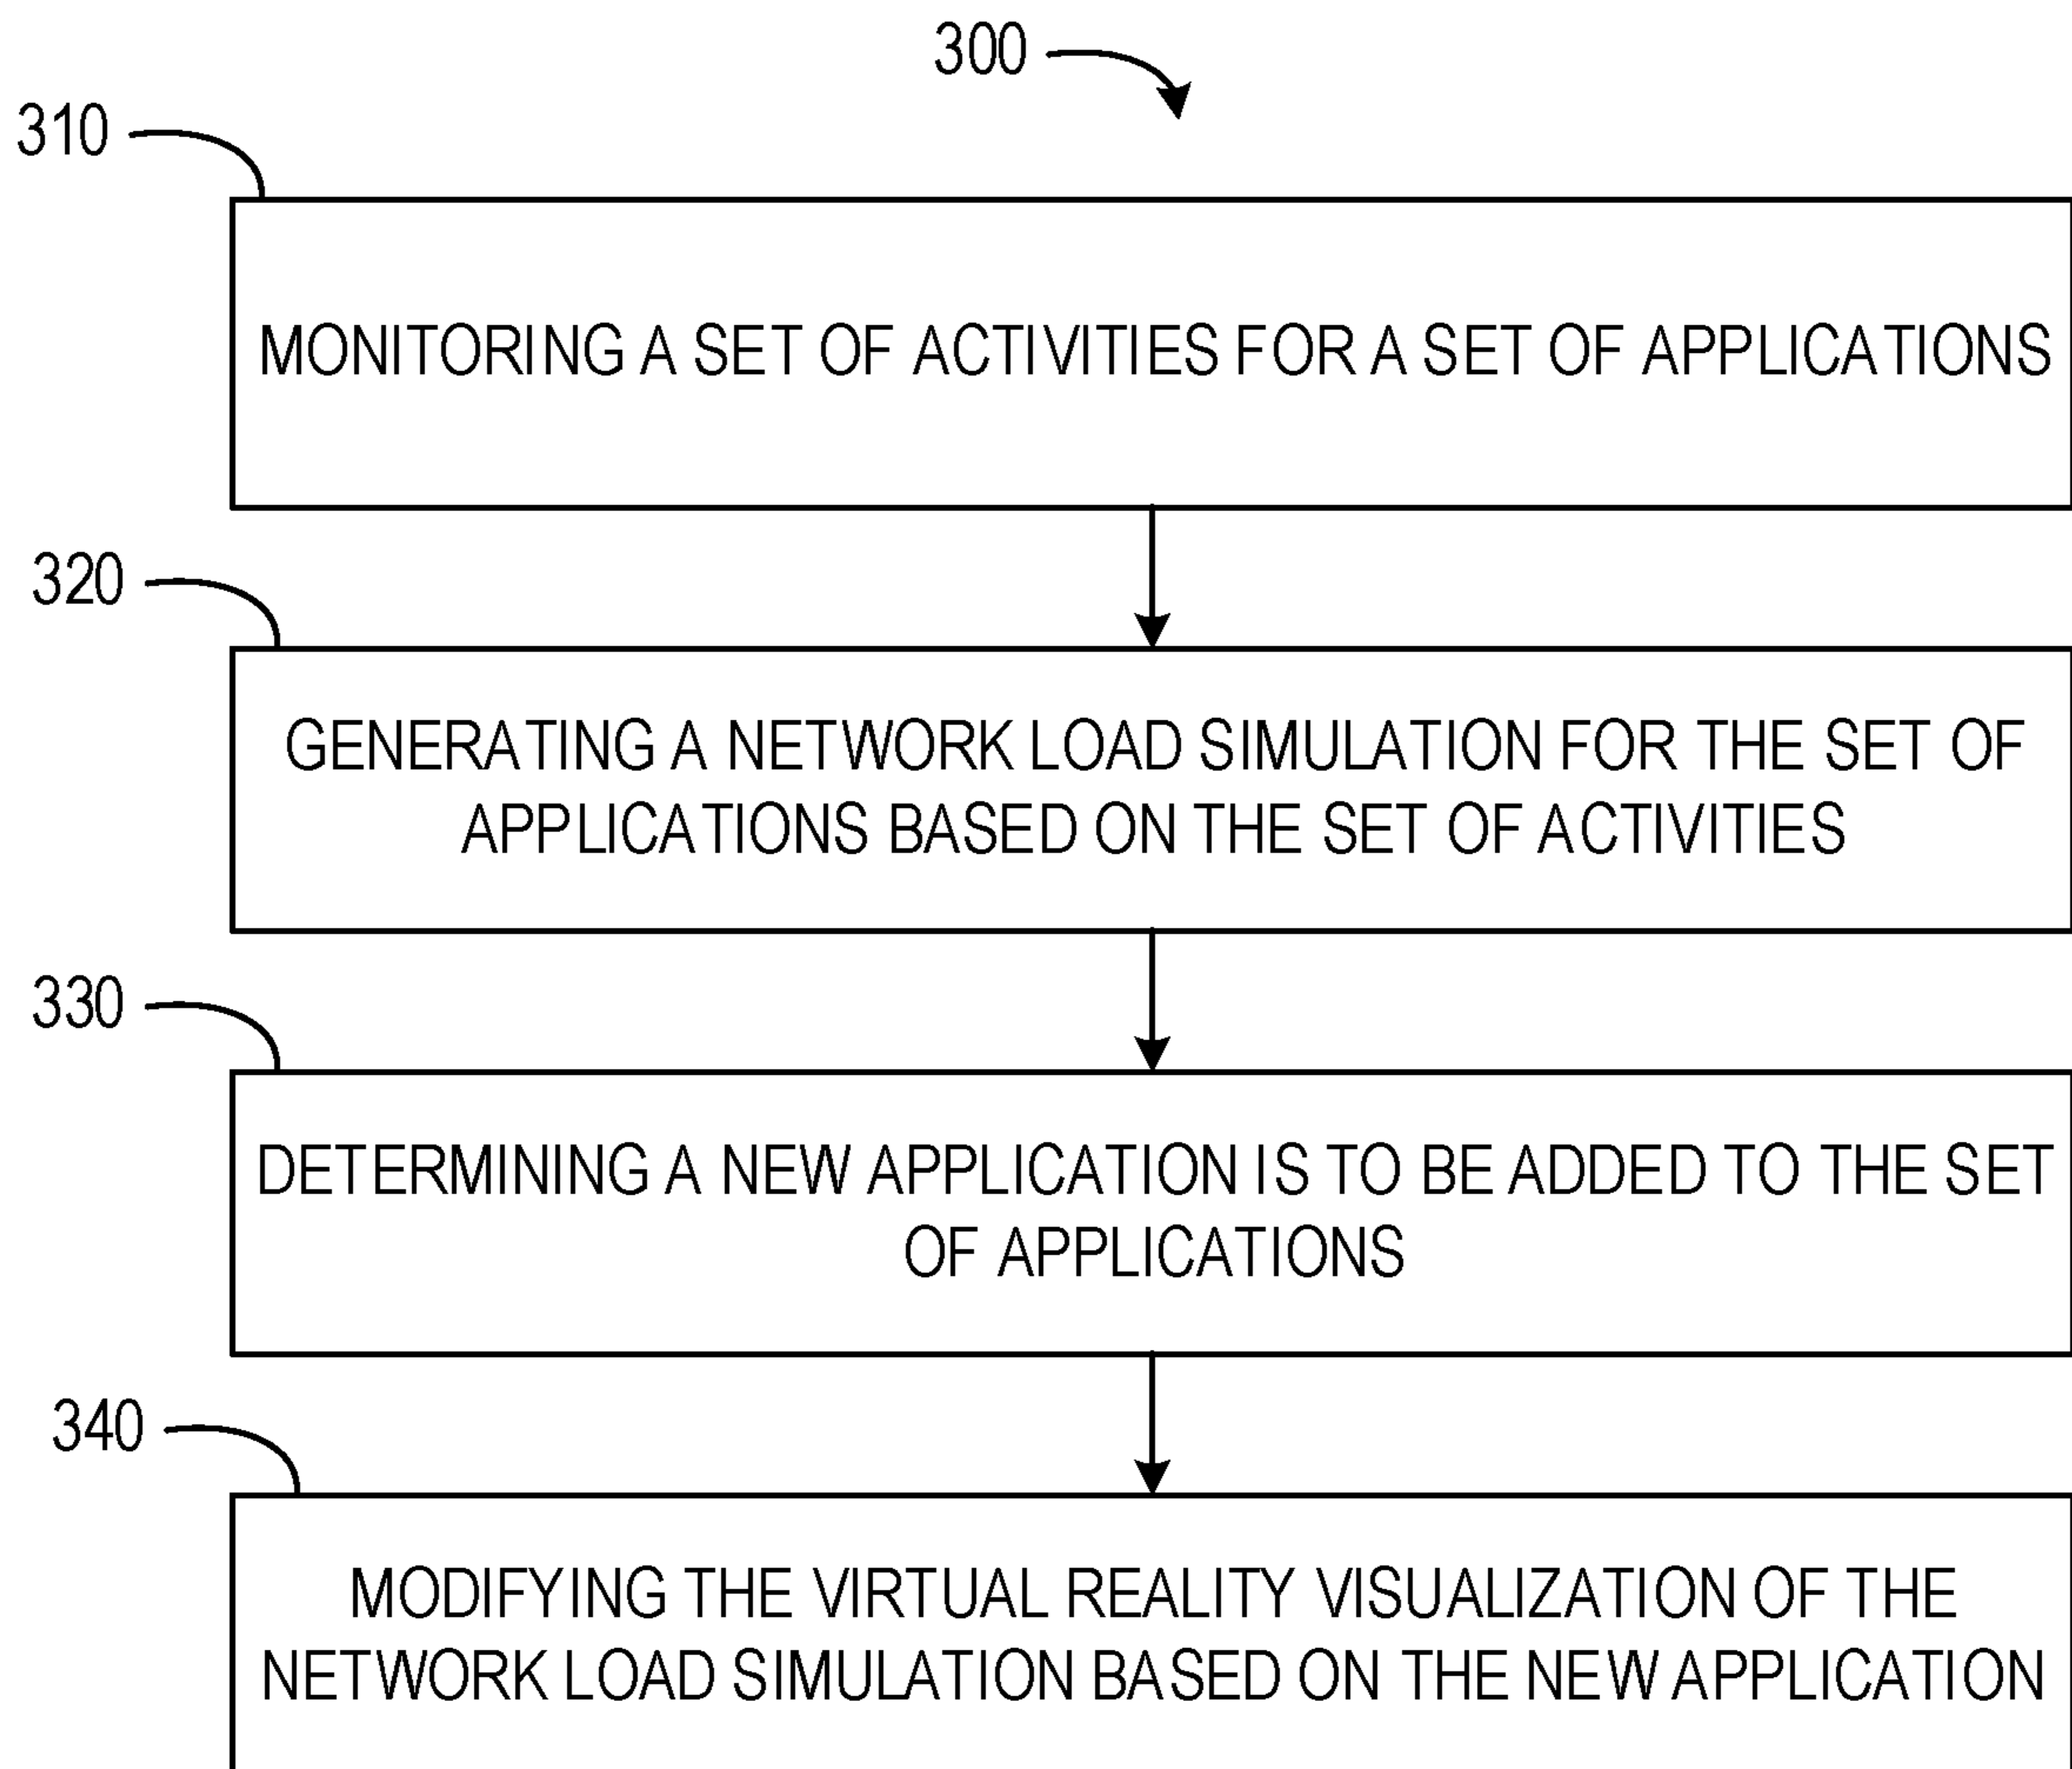 300
310
MONITORING A SET OF ACTIVITIES FOR A SET OF APPLICATIONS
320
GENERATING A NETWORK LOAD SIMULATION FOR THE SET OF
APPLICATIONS BASED ON THE SET OF ACTIVITIES
330
DETERMINING A NEW APPLICATION IS TO BE ADDED TO THE SET
OF APPLICATIONS
340
MODIFYING THE VIRTUAL REALITY VISUALIZATION OF THE
NETWORK LOAD SIMULATION BASED ON THE NEW APPLICATION